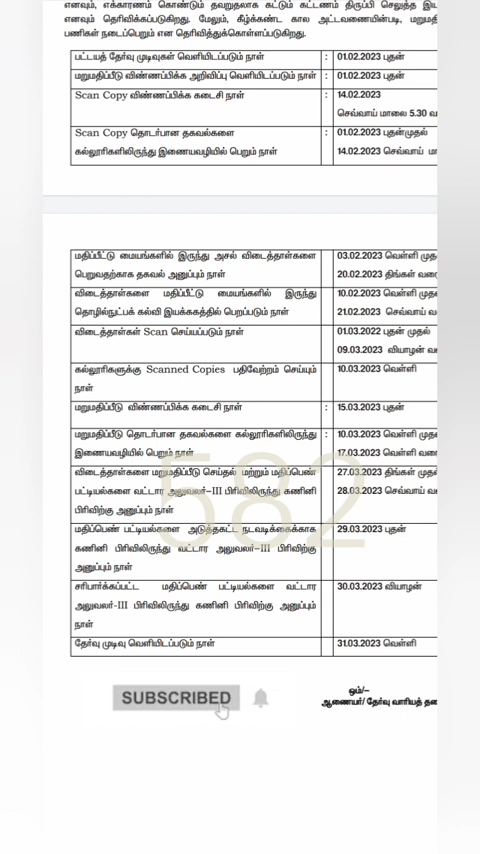 எனவும், எக்காரணம் கொண்டும் தவறுதலாக கட்டும் கட்டணம் திருப்பி செலுத்த இய
எனவும் தெரிவிக்கப்படுகிறது. மேலும், கீழ்க்கண்ட கால அட்டவணையின்படி, மறுமதி
பணிகள் நடைப்பெறும் என தெரிவித்துக்கொள்ளப்படுகிறது.
பட்டயத் தேர்வு முடிவுகள் வெளியிடப்படும் நாள் : 01.02.2023 புதன்
மறுமதிப்பீடு விண்ணப்பிக்க அறிவிப்பு வெளியிடப்படும் நாள் : 01.02.2023 புதன்
Scan Copy விண்ணப்பிக்க கடைசி நாள் : 14.02.2023
செவ்வாய் மாலை 5.30 வ
Scan Copy தொடர்பான தகவல்களை : 01.02.2023 புதன்முதல்
கல்லூரிகளிலிருந்து இணையவழியில் பெறும் நாள் 14.02.2023 செவ்வாய் மா
மதிப்பீட்டு மையங்களில் இருந்து அசல் விடைத்தாள்களை 03.02.2023 வெள்ளி முத
பெறுவதற்காக தகவல் அனுப்பும் நாள் 20.02.2023 திங்கள் வரை
விடைத்தாள்களை மதிப்பீட்டு மையங்களில் இருந்து 10.02.2023 வெள்ளி முத
தொழில்நுட்பக் கல்வி இயக்ககத்தில் பெறப்படும் நாள் 21.02.2023 செவ்வாய் வ
விடைத்தாள்கள் Scan செய்யப்படும் நாள் 01.03.2022 புதன் முதல்
09.03.2023 வியாழன் வ
கல்லூரிகளுக்கு Scanned Copies பதிவேற்றம் செய்யும் 10.03.2023 வெள்ளி
நாள்
மறுமதிப்பீடு விண்ணப்பிக்க கடைசி நாள் : 15.03.2023 புதன்
மறுமதிப்பீடு தொடர்பான தகவல்களை கல்லூரிகளிலிருந்து : 10.03.2023 வெள்ளி முத
இணையவழியில் பெறும் நாள் 17.03.2023 வெள்ளி வரை
விடைத்தாள்களை மறுமதிப்பீடு செய்தல் மற்றும் மதிப்பெண் 27.03.2023 திங்கள் முத
பட்டியல்களை வட்டார அலுவலர்–III பிரிவிலிருந்து கணினி 28.03.2023 செவ்வாய் வ
பிரிவிற்கு அனுப்பும் நாள்
மதிப்பெண் பட்டியல்களை அடுத்தகட்ட நடவடிக்கைக்காக 29.03.2023 புதன்
கணினி பிரிவிலிருந்து வட்டார அலுவலர்–III பிரிவிற்கு
அனுப்பும் நாள்
சரிபார்க்கப்பட்ட மதிப்பெண் பட்டியல்களை வட்டார 30.03.2023 வியாழன்
அலுவலர்-III பிரிவிலிருந்து கணினி பிரிவிற்கு அனுப்பும்
நாள்
தேர்வு முடிவு வெளியிடப்படும் நாள் 31.03.2023 வெள்ளி
582
SUBSCRIBED
ஒம்/–
ஆணையர்/ தேர்வு வாரியத் தலை